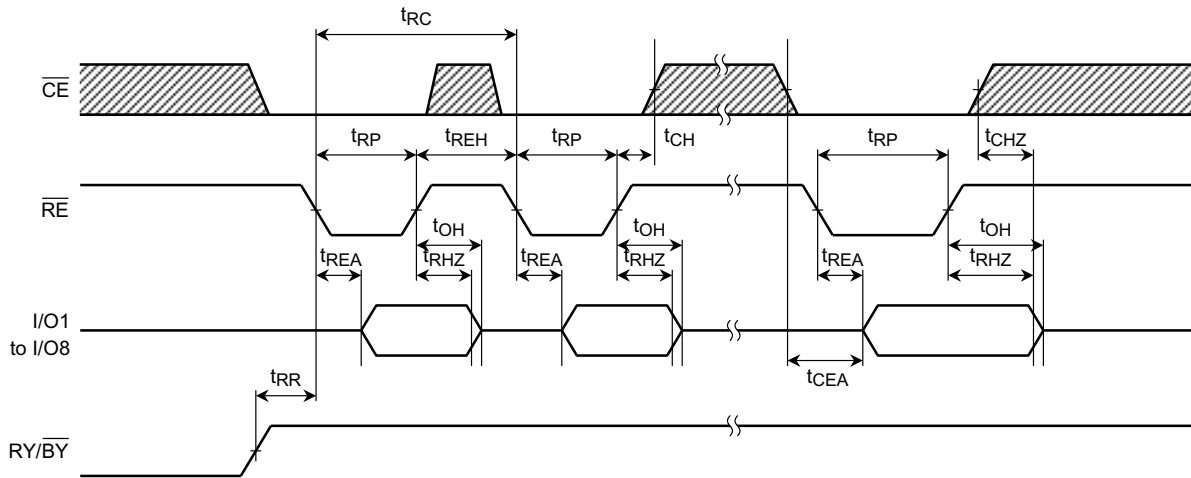 tRC
CE
tRP tREH tRP tCH tRP tCHZ
RE
tOH tOH tOH
tREA tRHZ tREA tRHZ tREA tRHZ
I/O1
to I/O8
tCEA
tRR
RY/BY